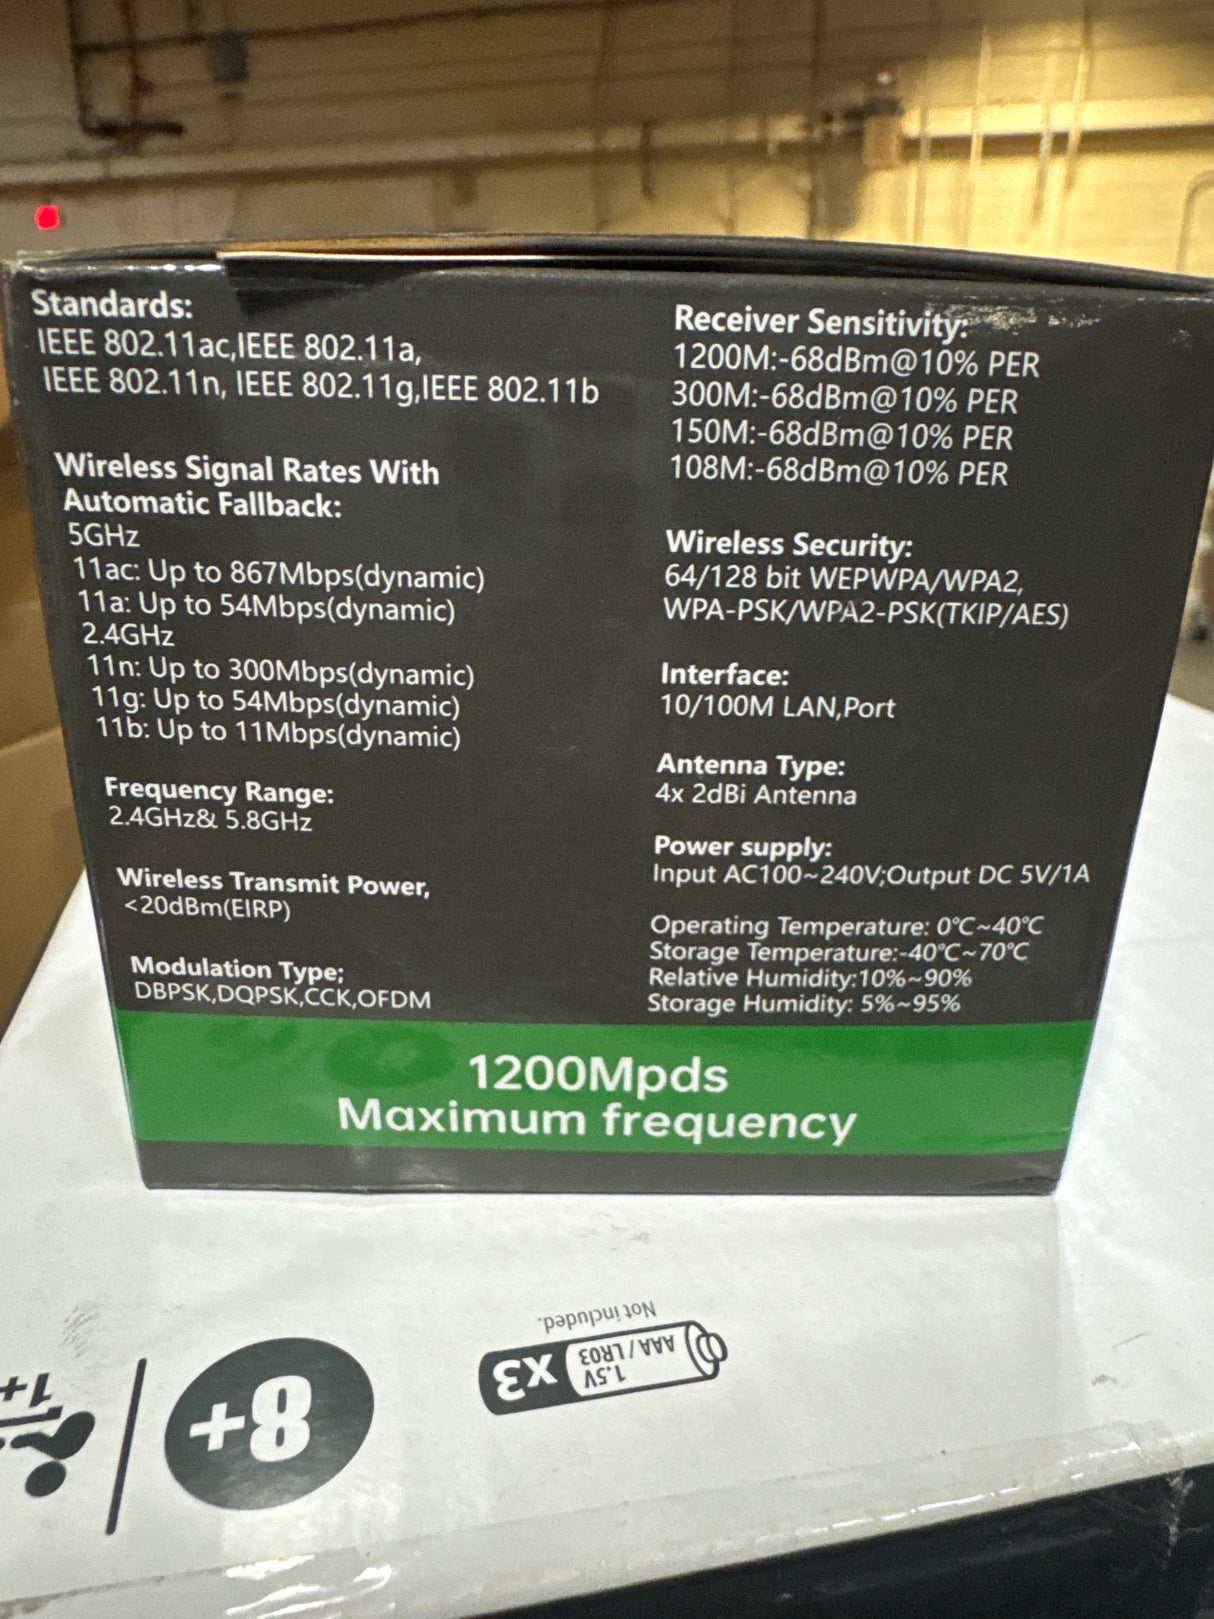 Standards:
IEEE 802.11ac,IEEE 802.11a,
IEEE 802.11n, IEEE 802.11g,IEEE 802.11b
Wireless Signal Rates With
Automatic Fallback:
5GHz
11ac: Up to 867Mbps(dynamic)
11a: Up to 54Mbps(dynamic)
2.4GHz
11n: Up to 300Mbps(dynamic)
11g: Up to 54Mbps(dynamic)
11b: Up to 11Mbps(dynamic)
Frequency Range:
2.4GHz& 5.8GHz
Wireless Transmit Power,
<20dBm(EIRP)
Modulation Type;
DBPSK,DQPSK,CCK,OFDM
Receiver Sensitivity:
1200M:-68dBm@10% PER
300M:-68dBm@10% PER
150M:-68dBm@10% PER
108M:-68dBm@10% PER
Wireless Security:
64/128 bit WEPWPA/WPA2,
WPA-PSK/WPA2-PSK(TKIP/AES)
Interface:
10/100M LAN,Port
Antenna Type:
4x 2dBi Antenna
Power supply:
Input AC100~240V;Output DC 5V/1A
Operating Temperature: 0℃~40℃
Storage Temperature:-40℃~70℃
Relative Humidity:10%~90%
Storage Humidity: 5%~95%
1200Mpds
Maximum frequency
Not included.
1.5V
AAA / LR03
X3
8+
1+